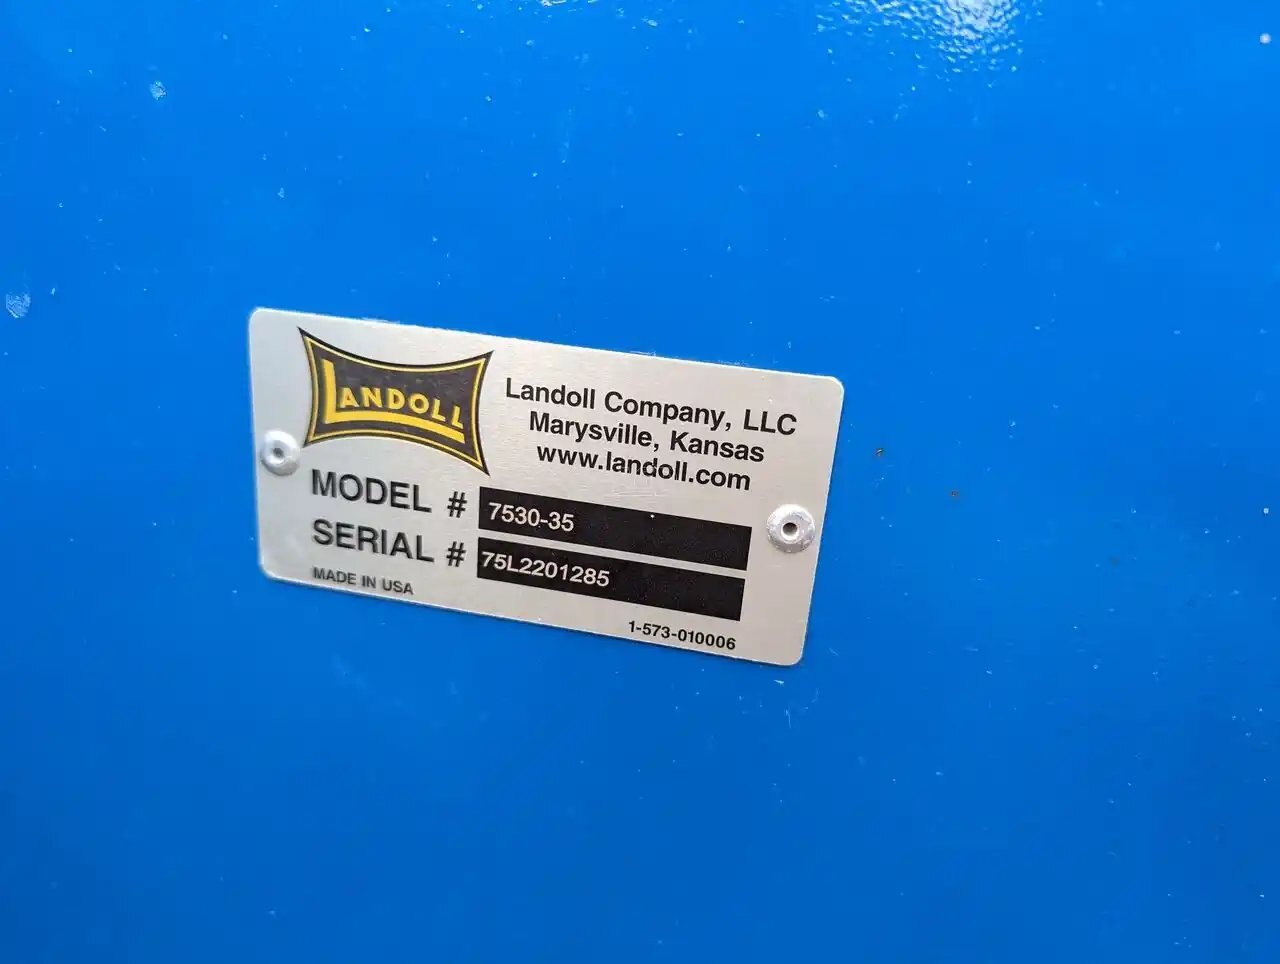 LANDOLL
Landoll Company, LLC
Marysville, Kansas
www.landoll.com
MODEL # 7530-35
SERIAL # 75L2201285
MADE IN USA
1-573-010006